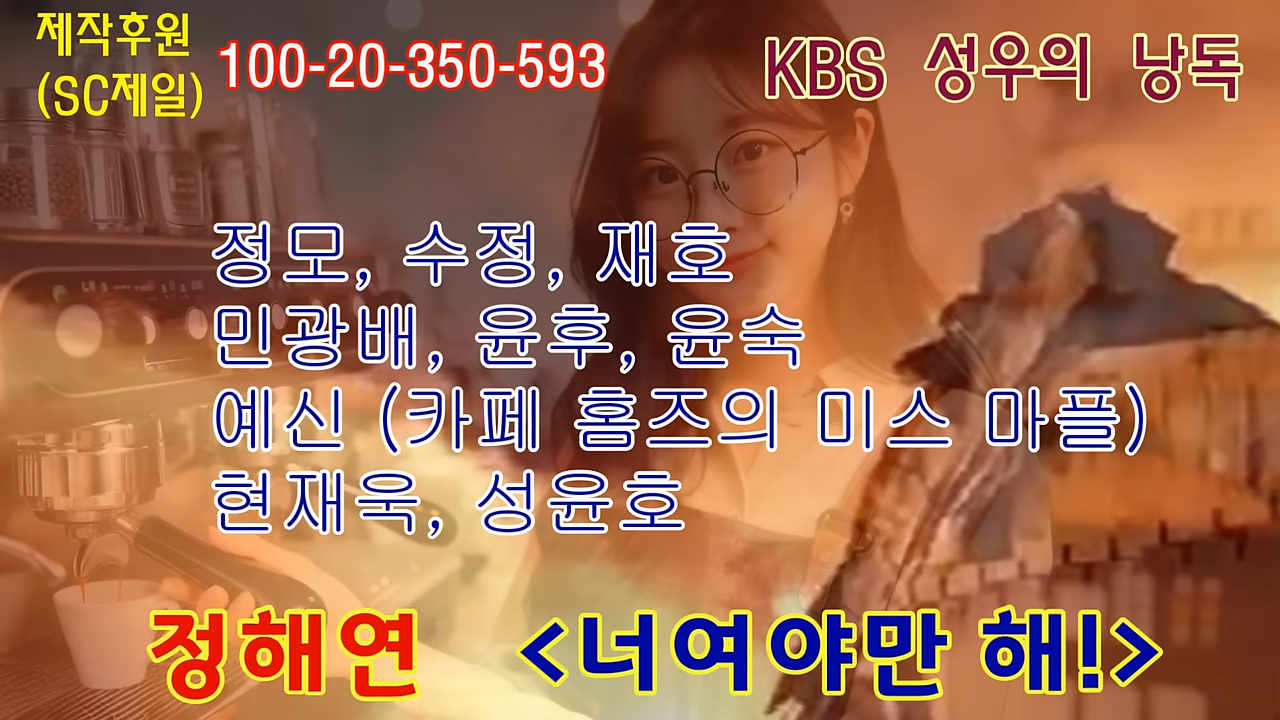 제작후원
(SC제일)
100-20-350-593
KBS 성우의 낭독
정모, 수정, 재호
민광배, 윤후, 윤숙
예신 (카페 홈즈의 미스 마플)
현재욱, 성윤호
정해연 <너여야만 해!>